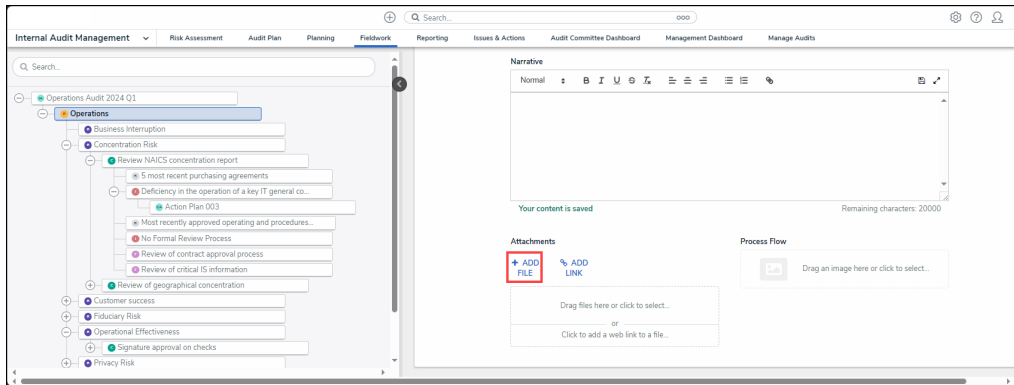 Search...
ooo
Internal Audit Management
Risk Assessment
Audit Plan
Planning
Fieldwork
Reporting
Issues & Actions
Audit Committee Dashboard
Management Dashboard
Manage Audits
Search...
Operations Audit 2024 Q1
Operations
Business Interruption
Concentration Risk
Review NAICS concentration report
5 most recent purchasing agreements
Deficiency in the operation of a key IT general co...
Action Plan 003
Most recently approved operating and procedures...
No Formal Review Process
Review of contract approval process
Review of critical IS information
Review of geographical concentration
Customer success
Fiduciary Risk
Operational Effectiveness
Signature approval on checks
Privacy Risk
Narrative
Normal
B I U S Tx
Your content is saved
Remaining characters: 20000
Attachments
+ ADD FILE
ADD LINK
Drag files here or click to select...
or
Click to add a web link to a file...
Process Flow
Drag an image here or click to select...